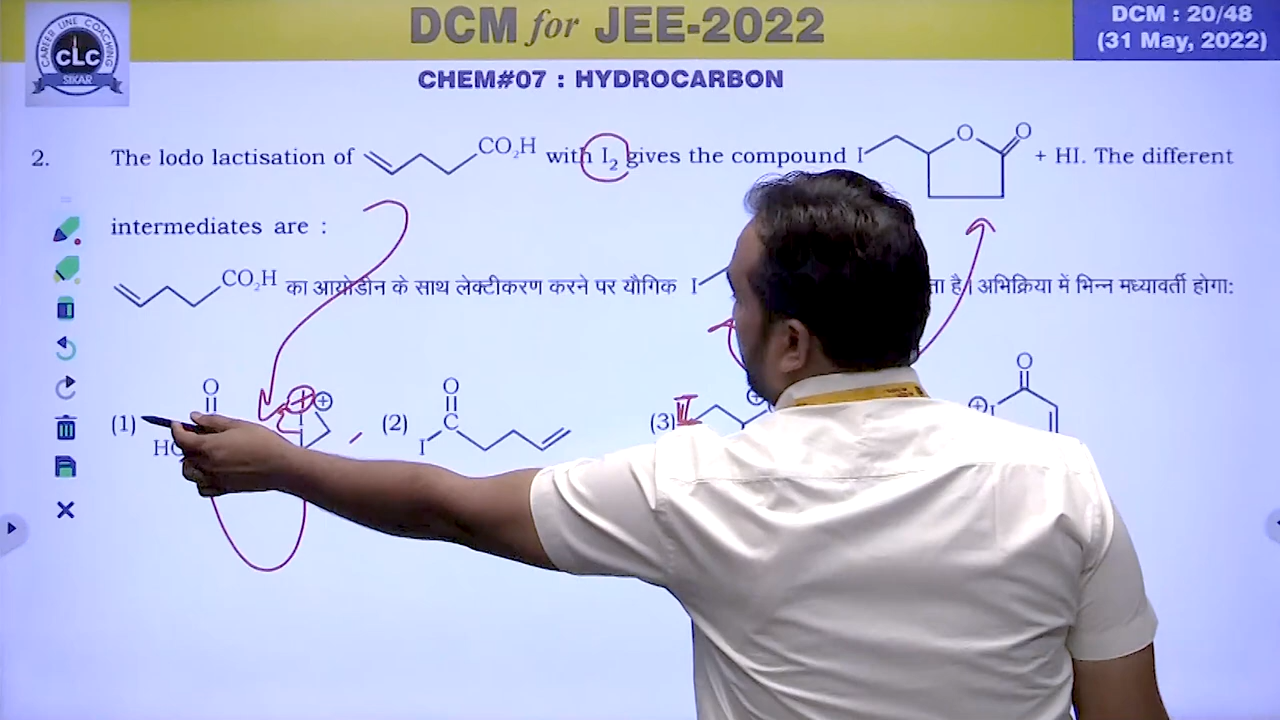 CAREER LINE COACHING
CLC
SIKAR
DCM for JEE-2022
DCM : 20/48
(31 May, 2022)
CHEM#07 : HYDROCARBON
2. The Iodo lactisation of CO₂H with I₂ gives the compound I O O + HI. The different
intermediates are :
CO₂H का आयोडीन के साथ लेक्टीकरण करने पर यौगिक I ता है। अभिक्रिया में भिन्न मध्यावर्ती होगा:
(1) O H ⊕ (2) O C I (3) I ⊕ ⊕I O